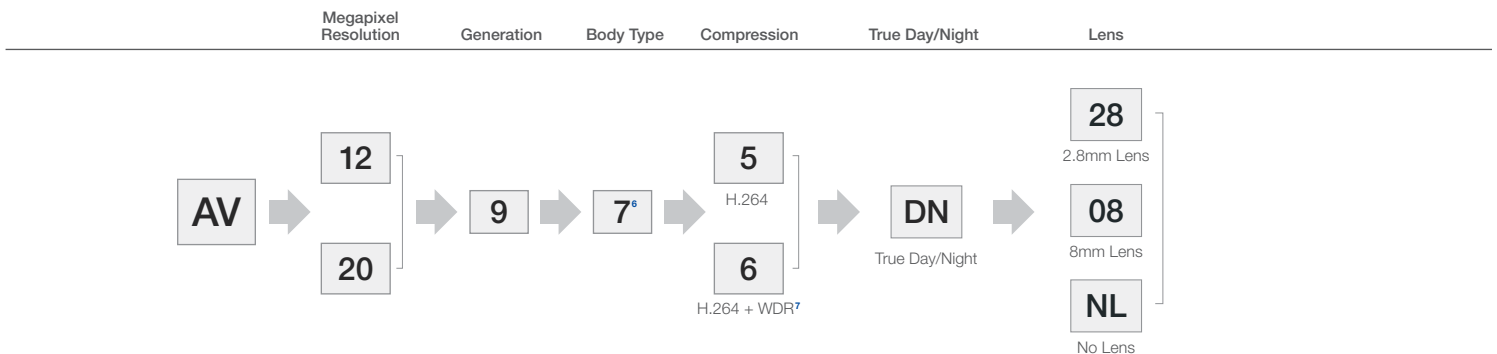 Megapixel
Resolution
Generation
Body Type
Compression
True Day/Night
Lens
AV
12
20
9
7⁶
5
H.264
6
H.264 + WDR⁷
DN
True Day/Night
28
2.8mm Lens
08
8mm Lens
NL
No Lens